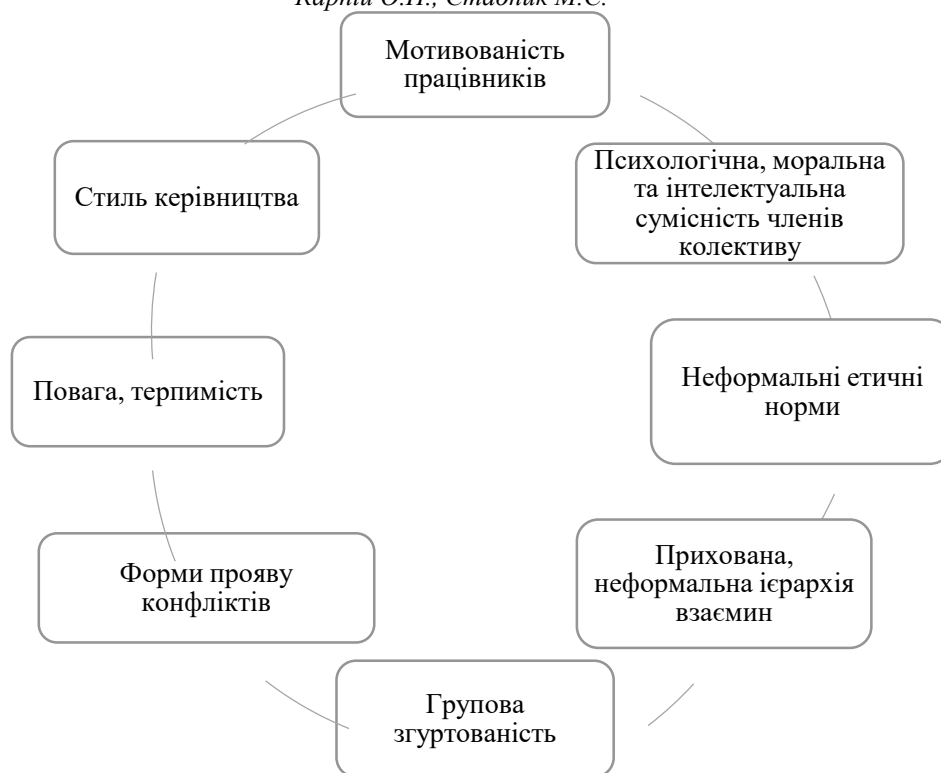 Мотивованість
працівників
Психологічна, моральна
та інтелектуальна
сумісність членів
колективу
Неформальні етичні
норми
Прихована,
неформальна ієрархія
взаємин
Групова
згуртованість
Форми прояву
конфліктів
Повага, терпимість
Стиль керівництва